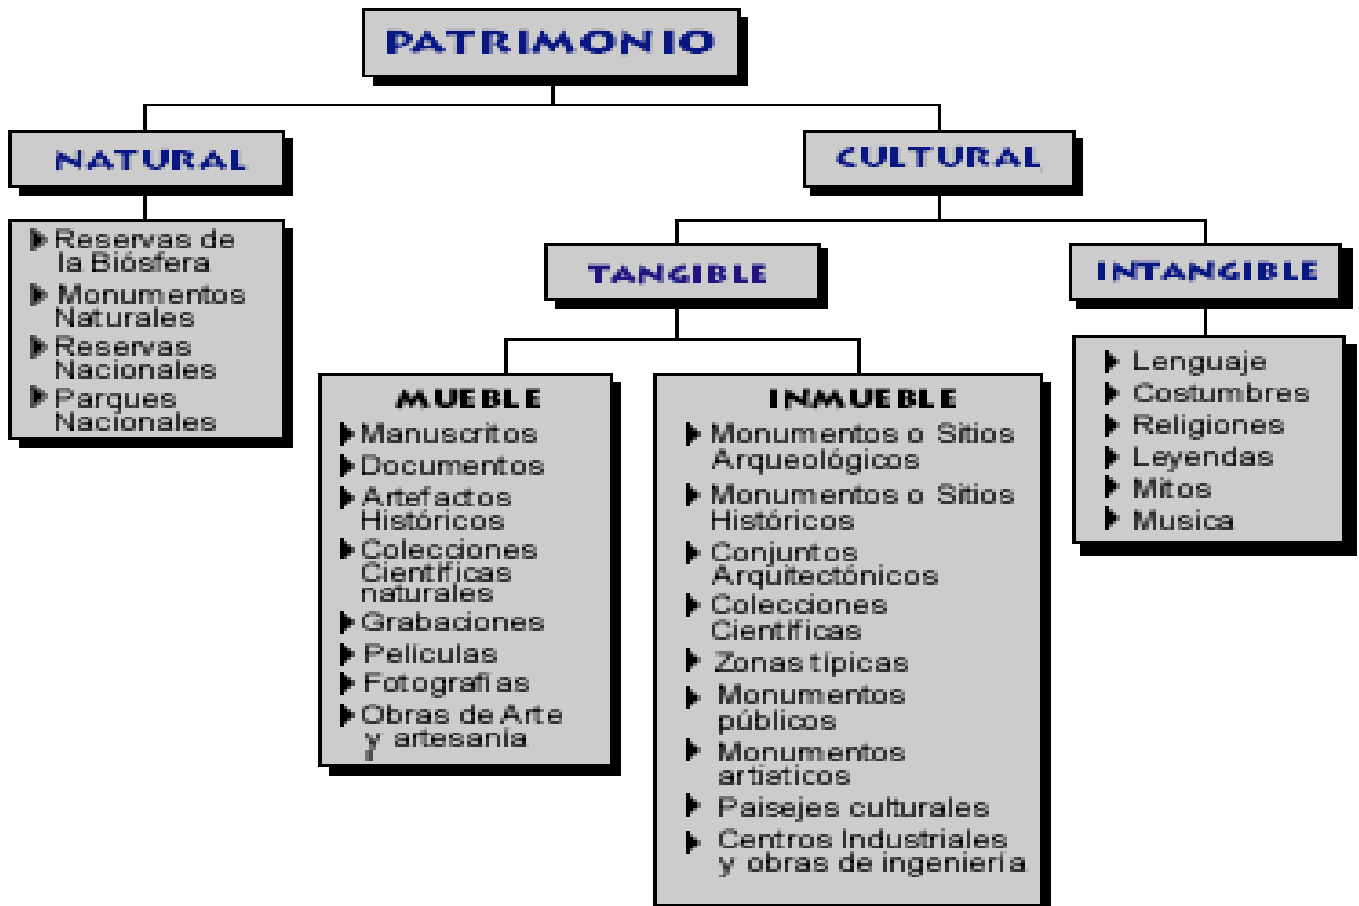 PATRIMONIO
NATURAL
CULTURAL
Reservas de
la Biósfera
Monumentos
Naturales
Reservas
Nacionales
Parques
Nacionales
TANGIBLE
INTANGIBLE
MUEBLE
Manuscritos
Documentos
Artefactos
Históricos
Colecciones
Científicas
naturales
Grabaciones
Películas
Fotografías
Obras de Arte
y artesanía
INMUEBLE
Monumentos o Sitios
Arqueológicos
Monumentos o Sitios
Históricos
Conjuntos
Arquitectónicos
Colecciones
Científicas
Zonas típicas
Monumentos
públicos
Monumentos
artiaticos
Paisejes culturales
Centros Industriales
y obras de ingeniería
Lenguaje
Costumbres
Religiones
Leyendas
Mitos
Musica